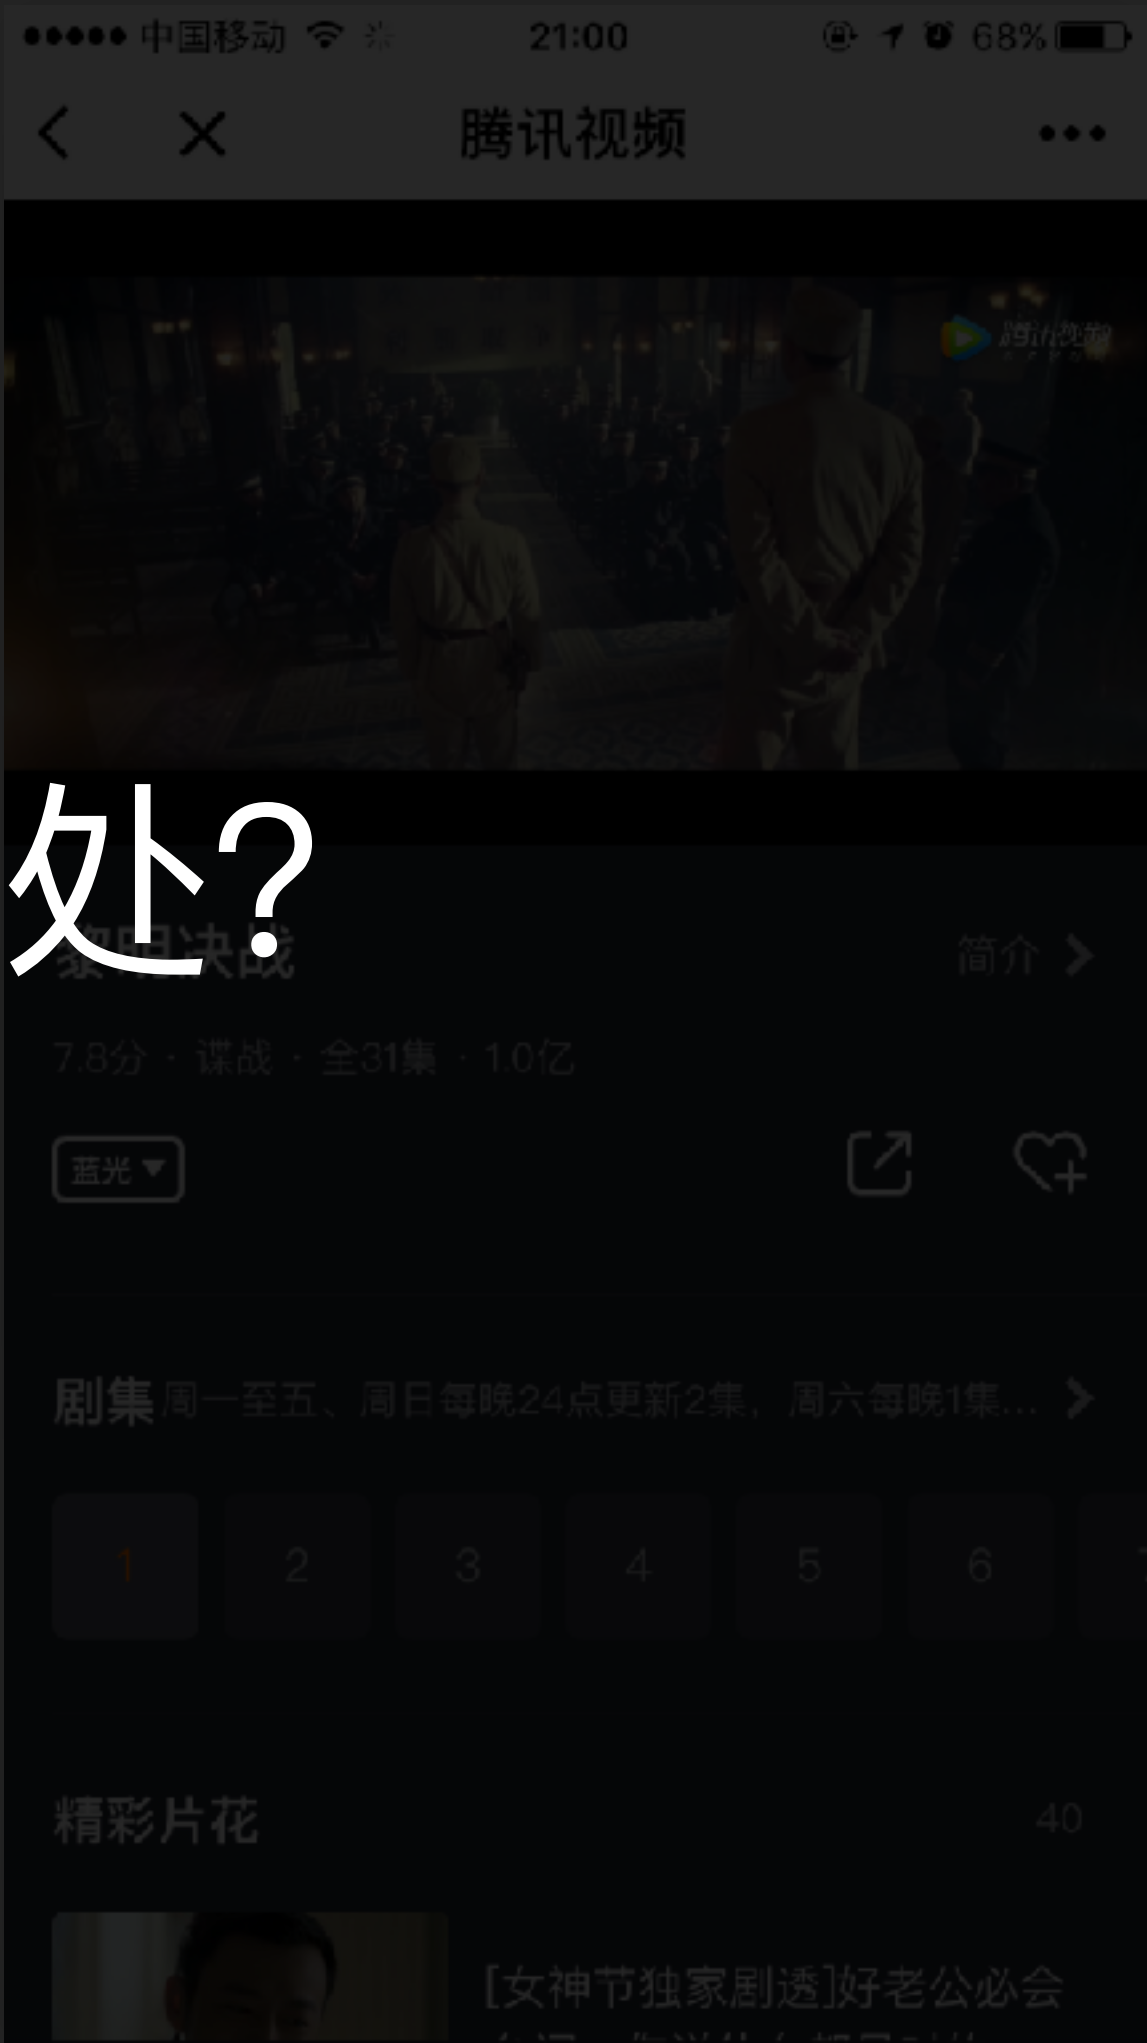 中国移动 21:00 68%
腾讯视频
腾讯视频
处?
黎明决战 简介
7.8分 · 谍战 · 全31集 · 1.0亿
蓝光
剧集 周一至五、周日每晚24点更新2集，周六每晚1集...
1 2 3 4 5 6
精彩片花 40
[女神节独家剧透]好老公必会